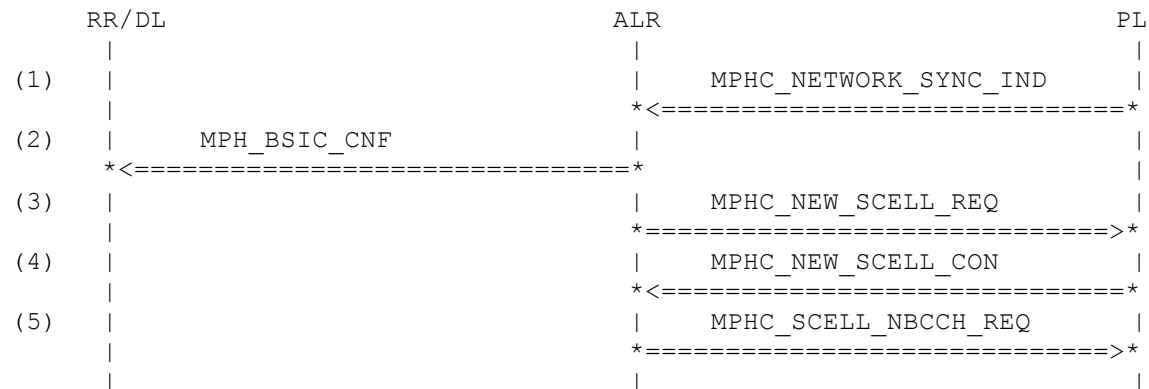 RR/DL ALR PL
(1) MPHC_NETWORK_SYNC_IND
*<=============================*
(2) MPH_BSIC_CNF
*<===============================*
(3) MPHC_NEW_SCELL_REQ
*=============================>*
(4) MPHC_NEW_SCELL_CON
*<=============================*
(5) MPHC_SCELL_NBCCH_REQ
*=============================>*